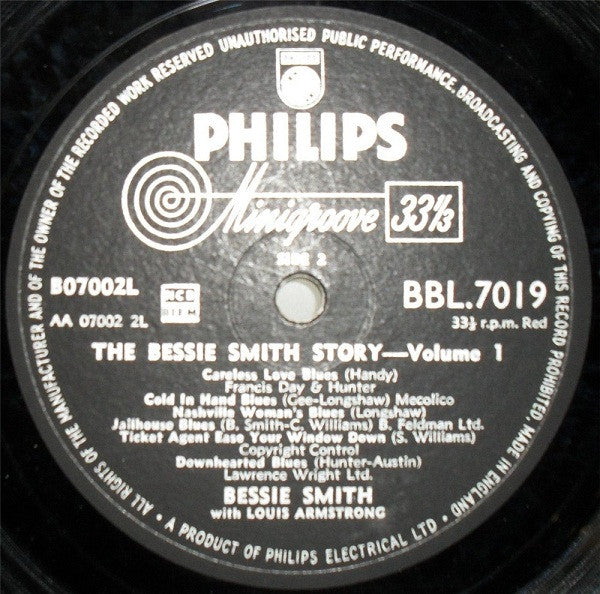 ALL RIGHTS OF THE MANUFACTURER AND OF THE OWNER OF THE RECORDED WORK RESERVED UNAUTHORISED PUBLIC PERFORMANCE, BROADCASTING AND COPYING OF THIS RECORD PROHIBITED. MADE IN ENGLAND
PHILIPS
Minigroove 33⅓
SIDE 2
B07002L
BIEM
BBL.7019
AA 07002 2L
33⅓ r.p.m. Red
THE BESSIE SMITH STORY—Volume 1
Careless Love Blues (Handy)
Francis Day & Hunter
Cold In Hand Blues (Gee-Longshaw) Mecolico
Nashville Woman's Blues (Longshaw)
Jailhouse Blues (B. Smith-C. Williams) B. Feldman Ltd.
Ticket Agent Ease Your Window Down (S. Williams)
Copyright Control
Downhearted Blues (Hunter-Austin)
Lawrence Wright Ltd.
BESSIE SMITH
with LOUIS ARMSTRONG
• A PRODUCT OF PHILIPS ELECTRICAL LTD •